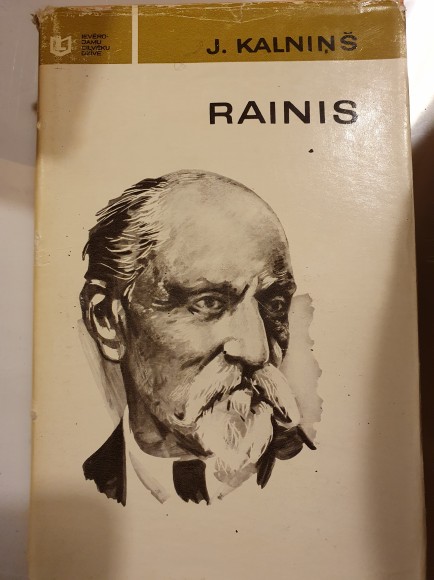 IEVĒRO-
JAMU
CILVĒKU
DZĪVE
J. KALNIŅŠ
RAINIS